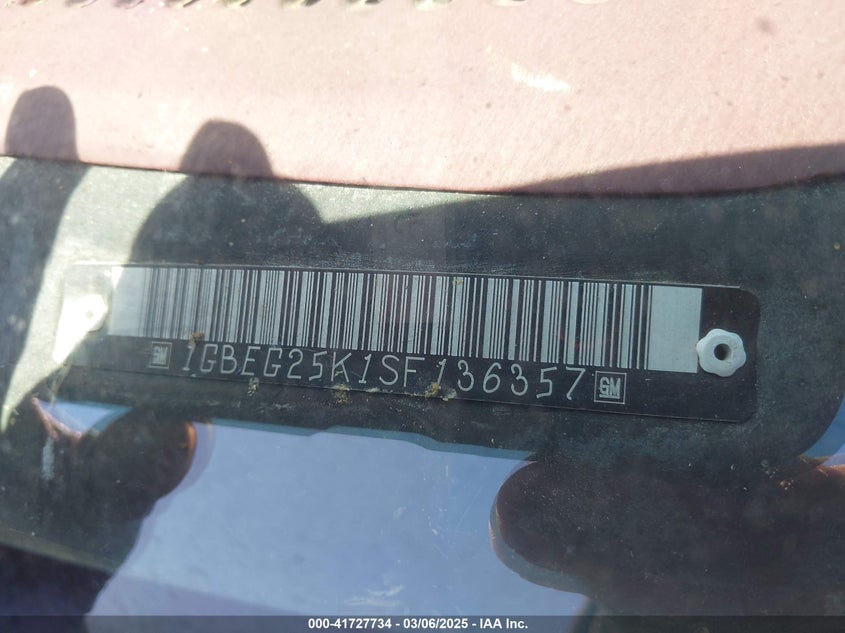 GM 1GBEG25K1SF136357 GM
000-41727734 - 03/06/2025 - IAA Inc.